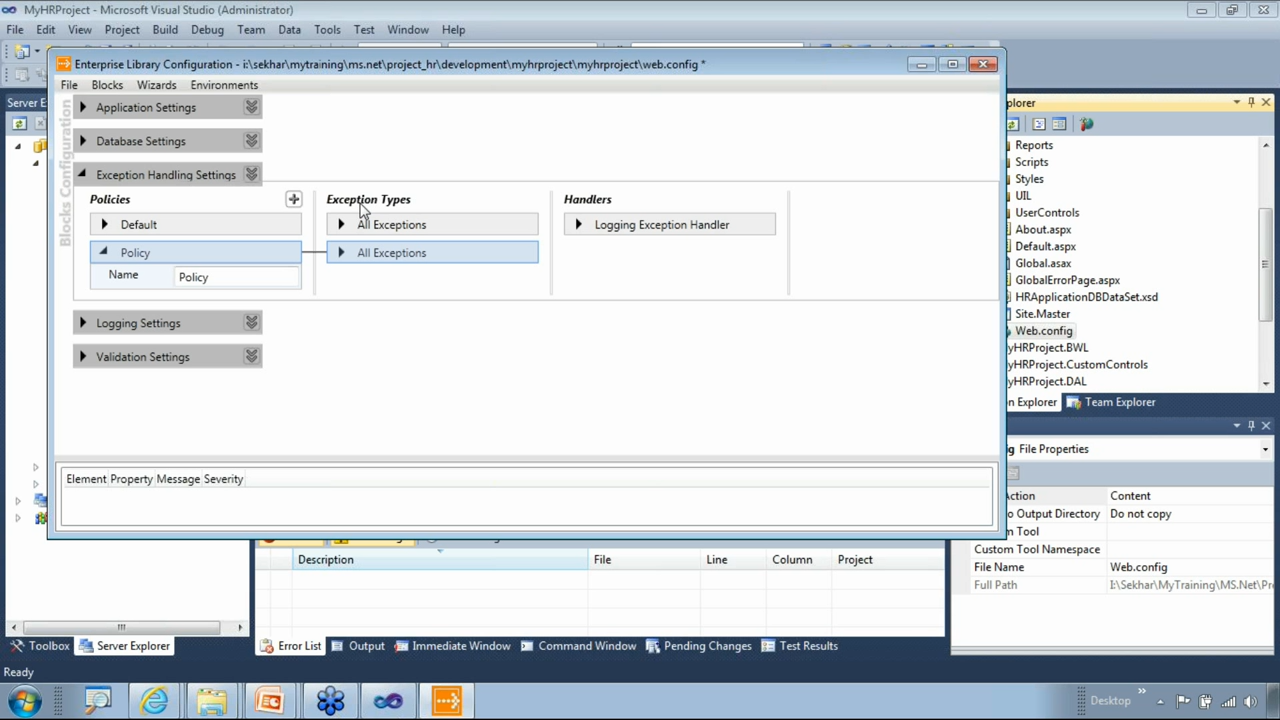 MyHRProject - Microsoft Visual Studio (Administrator)
File Edit View Project Build Debug Team Data Tools Test Window Help
Enterprise Library Configuration - i:\sekhar\mytraining\ms.net\project_hr\development\myhrproject\myhrproject\web.config *
File Blocks Wizards Environments
Server E
Blocks Configuration
Application Settings
Database Settings
Exception Handling Settings
Policies Exception Types Handlers
Default All Exceptions Logging Exception Handler
Policy All Exceptions
Name Policy
Logging Settings
Validation Settings
Element Property Message Severity
xplorer
Reports
Scripts
Styles
UIL
UserControls
About.aspx
Default.aspx
Global.asax
GlobalErrorPage.aspx
HRApplicationDBDataSet.xsd
Site.Master
Web.config
yHRProject.BWL
yHRProject.CustomControls
yHRProject.DAL
n Explorer Team Explorer
g File Properties
Action Content
o Output Directory Do not copy
m Tool
Custom Tool Namespace
File Name Web.config
Full Path I:\Sekhar\MyTraining\MS.Net\Pr
Description File Line Column Project
Toolbox Server Explorer Error List Output Immediate Window Command Window Pending Changes Test Results
Ready
Desktop